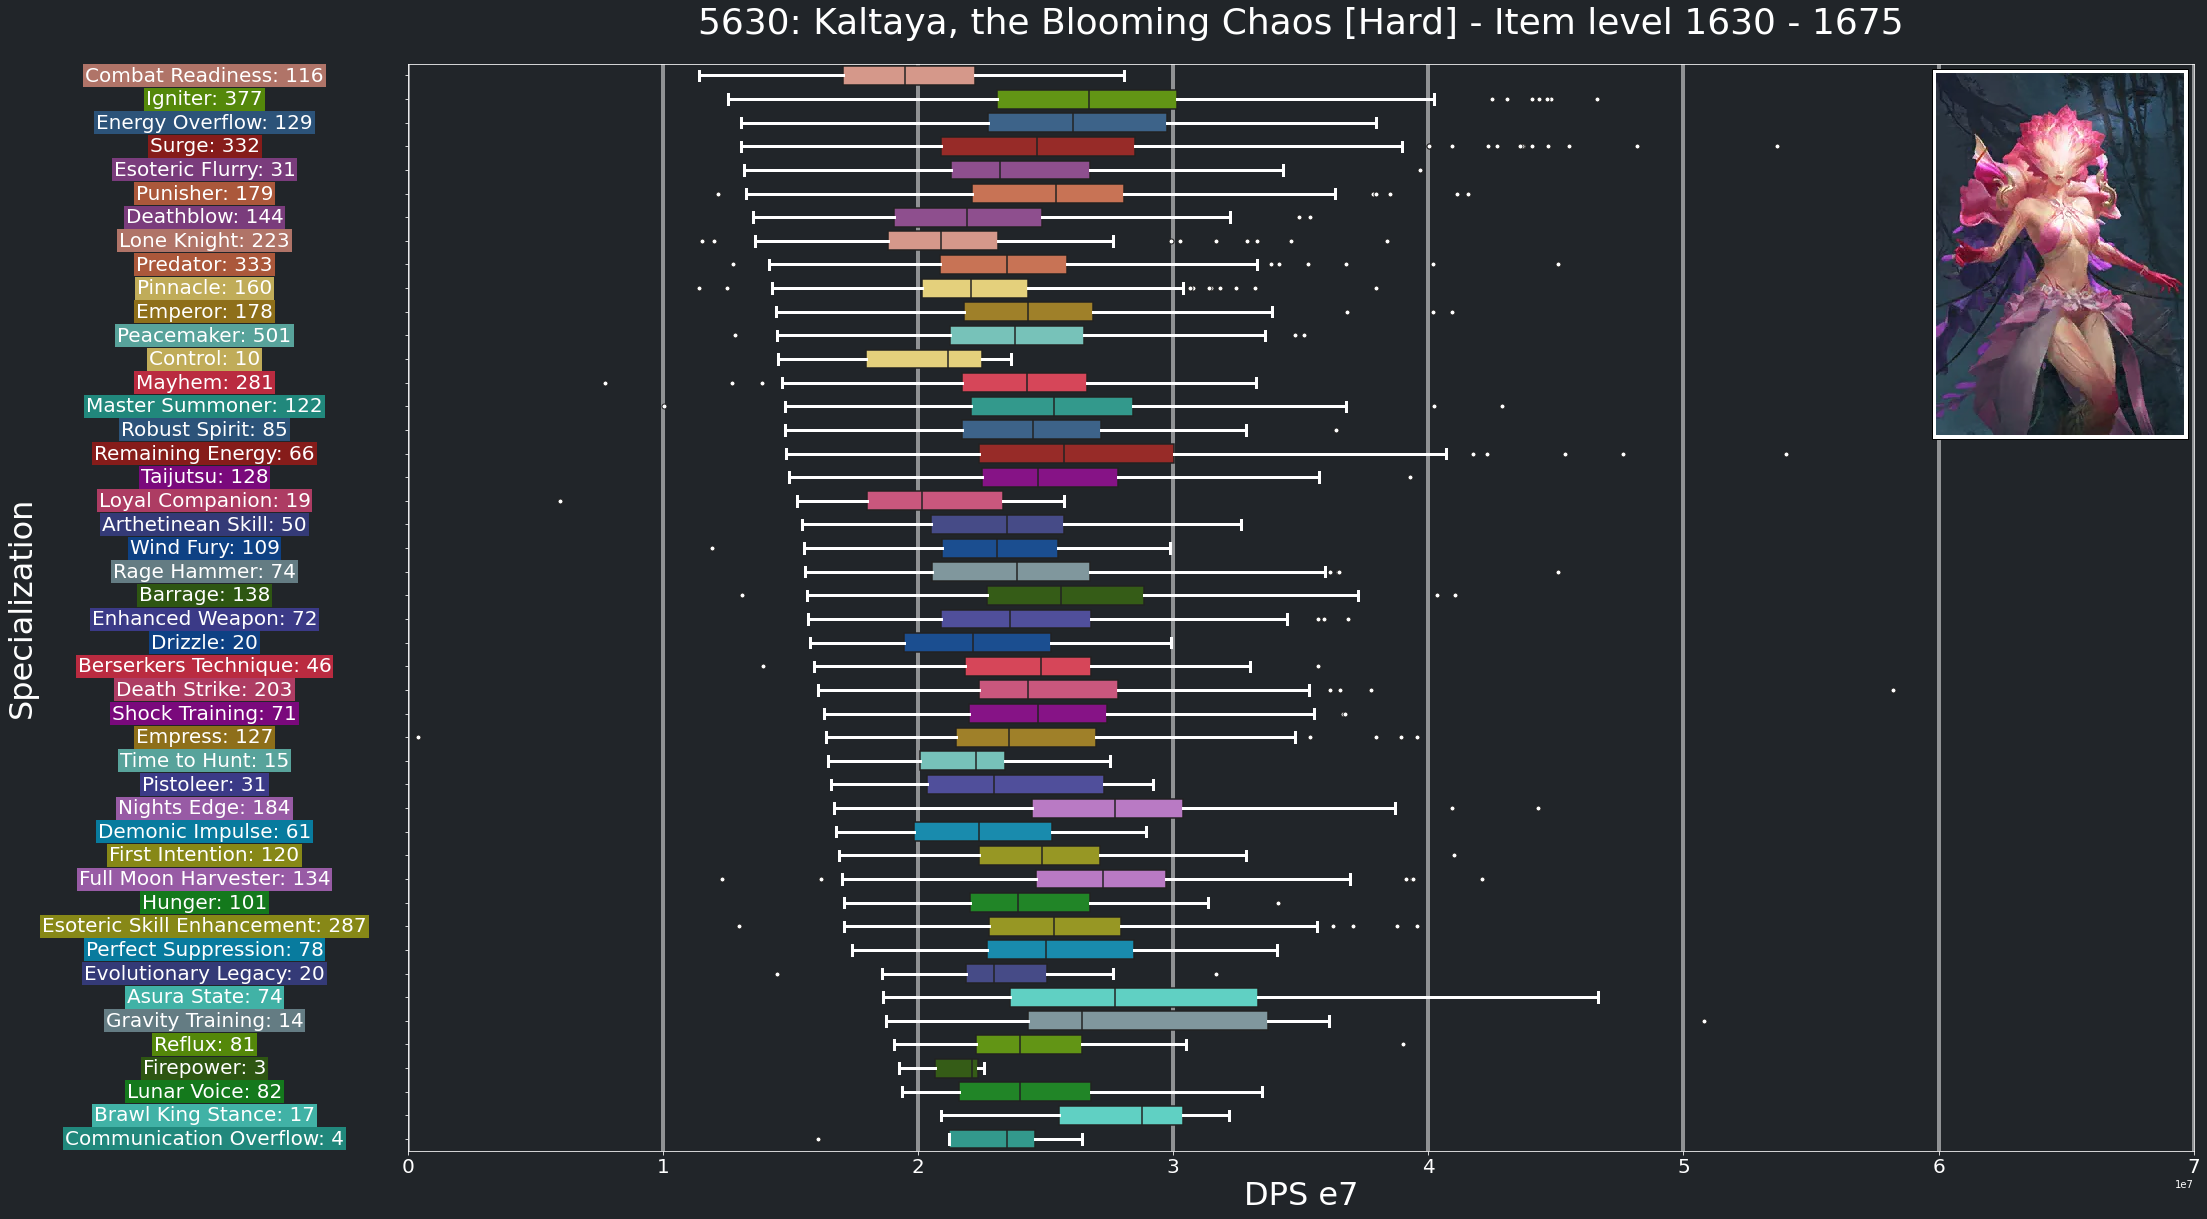 5630: Kaltaya, the Blooming Chaos [Hard] - Item level 1630 - 1675
Specialization
Combat Readiness: 116
Igniter: 377
Energy Overflow: 129
Surge: 332
Esoteric Flurry: 31
Punisher: 179
Deathblow: 144
Lone Knight: 223
Predator: 333
Pinnacle: 160
Emperor: 178
Peacemaker: 501
Control: 10
Mayhem: 281
Master Summoner: 122
Robust Spirit: 85
Remaining Energy: 66
Taijutsu: 128
Loyal Companion: 19
Arthetinean Skill: 50
Wind Fury: 109
Rage Hammer: 74
Barrage: 138
Enhanced Weapon: 72
Drizzle: 20
Berserkers Technique: 46
Death Strike: 203
Shock Training: 71
Empress: 127
Time to Hunt: 15
Pistoleer: 31
Nights Edge: 184
Demonic Impulse: 61
First Intention: 120
Full Moon Harvester: 134
Hunger: 101
Esoteric Skill Enhancement: 287
Perfect Suppression: 78
Evolutionary Legacy: 20
Asura State: 74
Gravity Training: 14
Reflux: 81
Firepower: 3
Lunar Voice: 82
Brawl King Stance: 17
Communication Overflow: 4
0 1 2 3 4 5 6 7
1e7
DPS e7